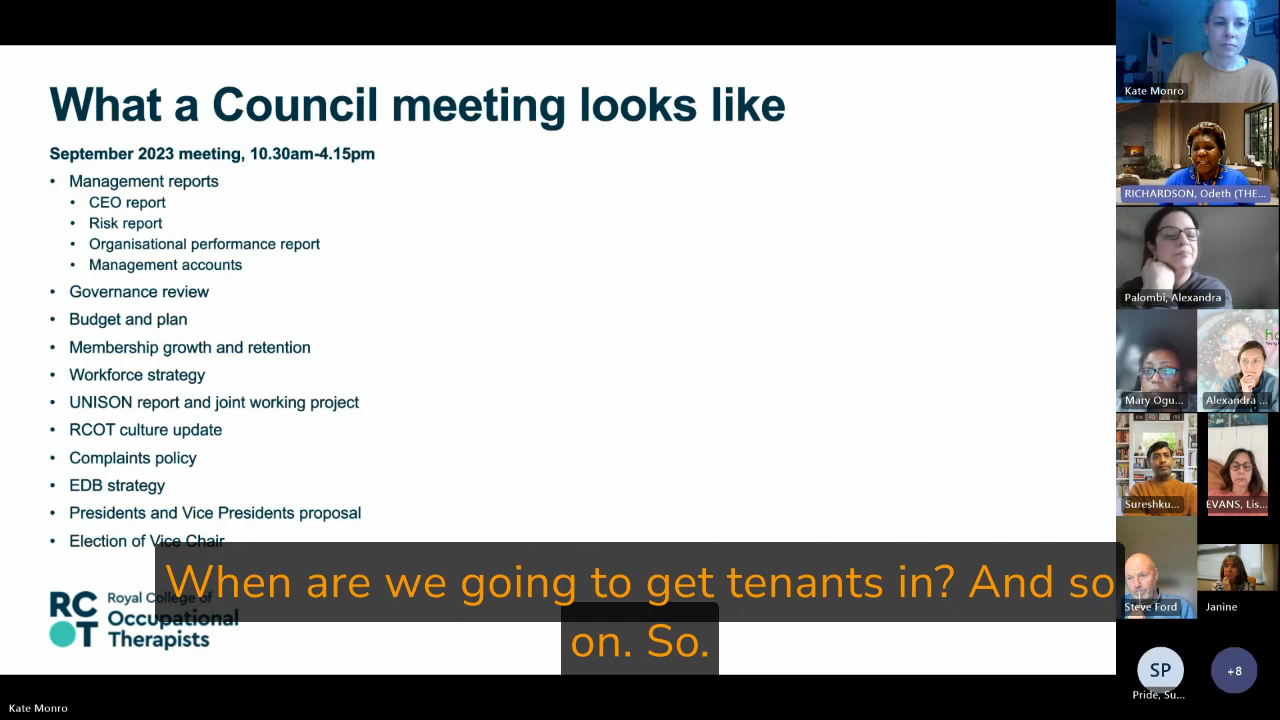 What a Council meeting looks like
September 2023 meeting, 10.30am-4.15pm
• Management reports
• CEO report
• Risk report
• Organisational performance report
• Management accounts
• Governance review
• Budget and plan
• Membership growth and retention
• Workforce strategy
• UNISON report and joint working project
• RCOT culture update
• Complaints policy
• EDB strategy
• Presidents and Vice Presidents proposal
• Election of Vice Chair
RC
OT
Royal College of
Occupational
Therapists
When are we going to get tenants in? And so
on. So.
Kate Monro
Kate Monro
RICHARDSON, Odeth (THE...
Palombi, Alexandra
Mary Ogu...
Alexandra ...
Sureshku...
EVANS, Lis...
Steve Ford
Janine
SP
Pride, Su...
+8